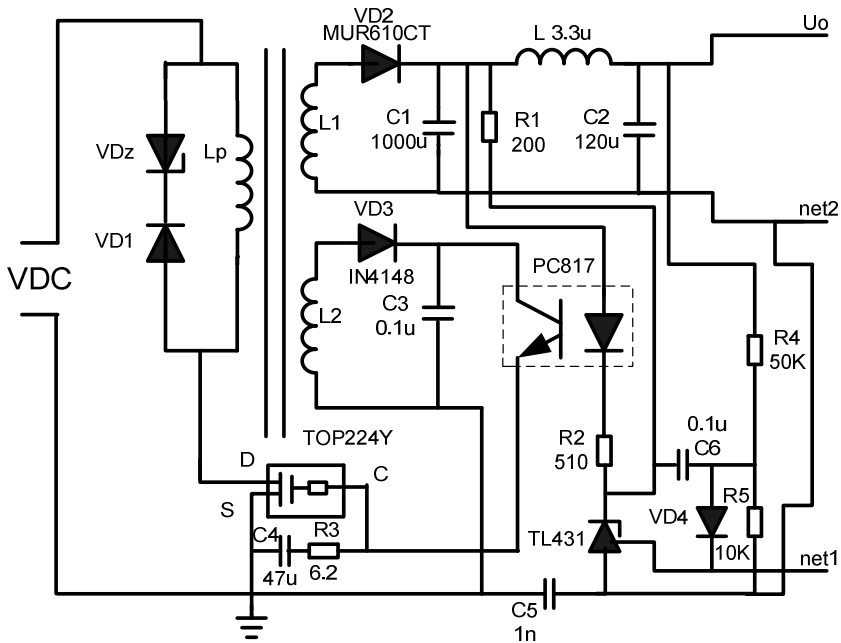 VD2
MUR610CT
L 3.3u
Uo
VDz
Lp
L1
C1
1000u
R1
200
C2
120u
VD1
VD3
net2
VDC
IN4148
PC817
L2
C3
0.1u
R4
50K
TOP224Y
R2
510
0.1u
C6
D
C
S
VD4
R5
C4
R3
TL431
10K
net1
47u
6.2
C5
1n